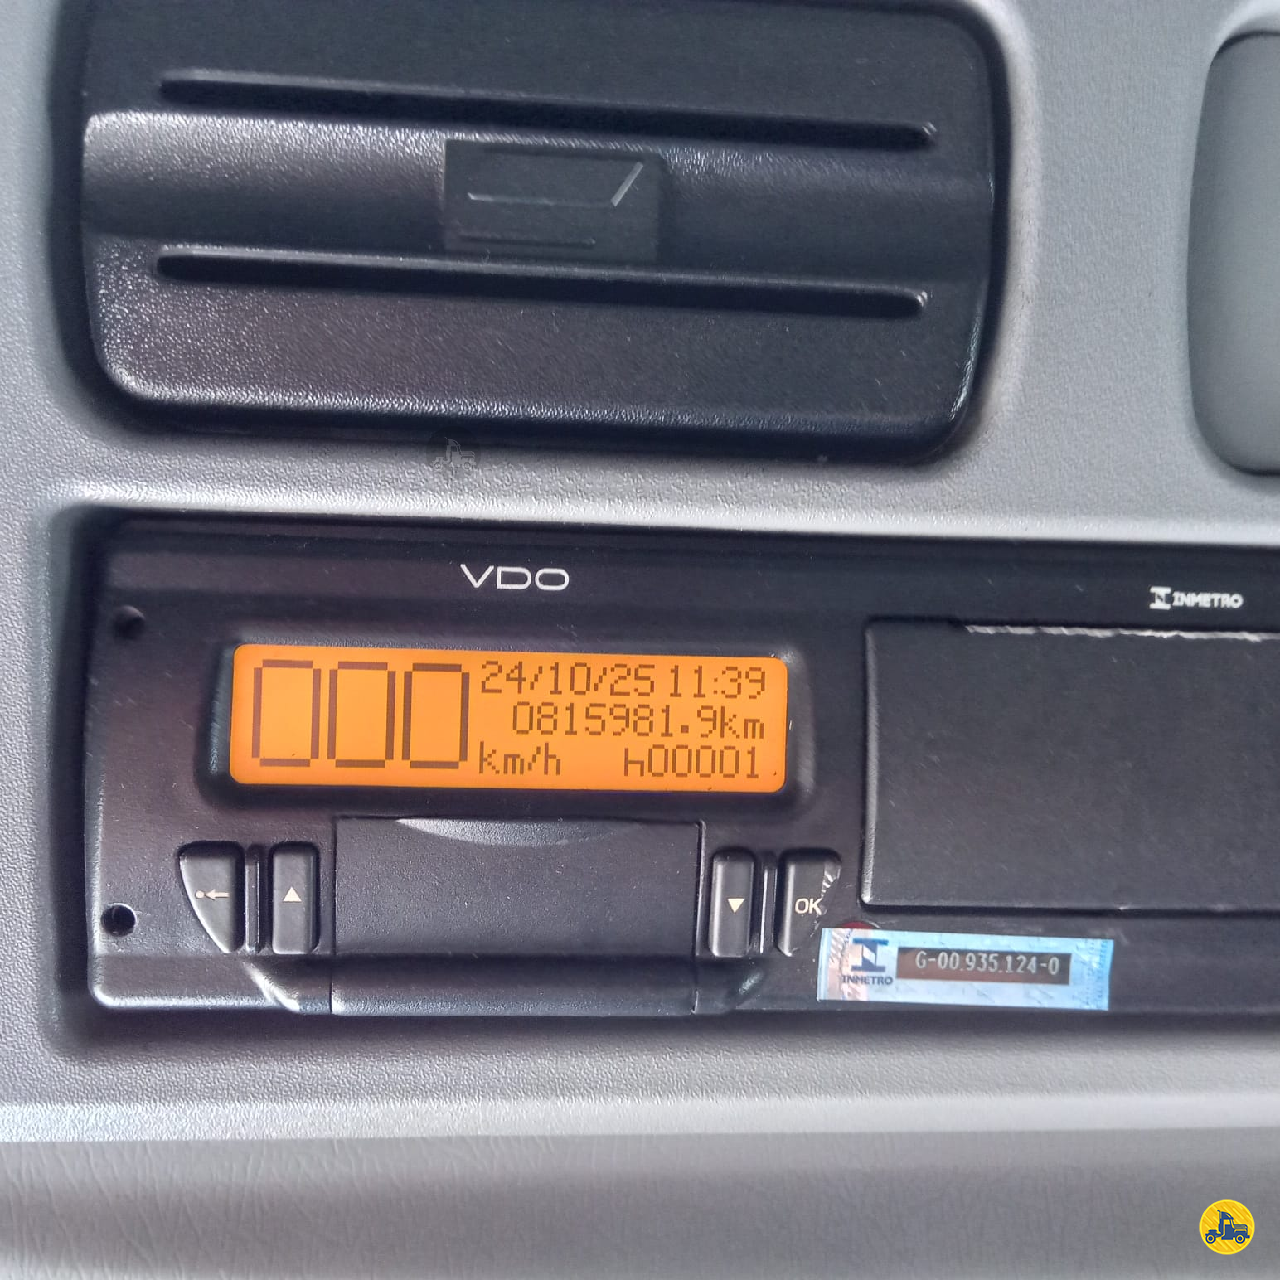 VDO
INMETRO
000
24/10/25 11:39
0815981.9km
km/h h00001
OK
INMETRO
G-00.935.124-0